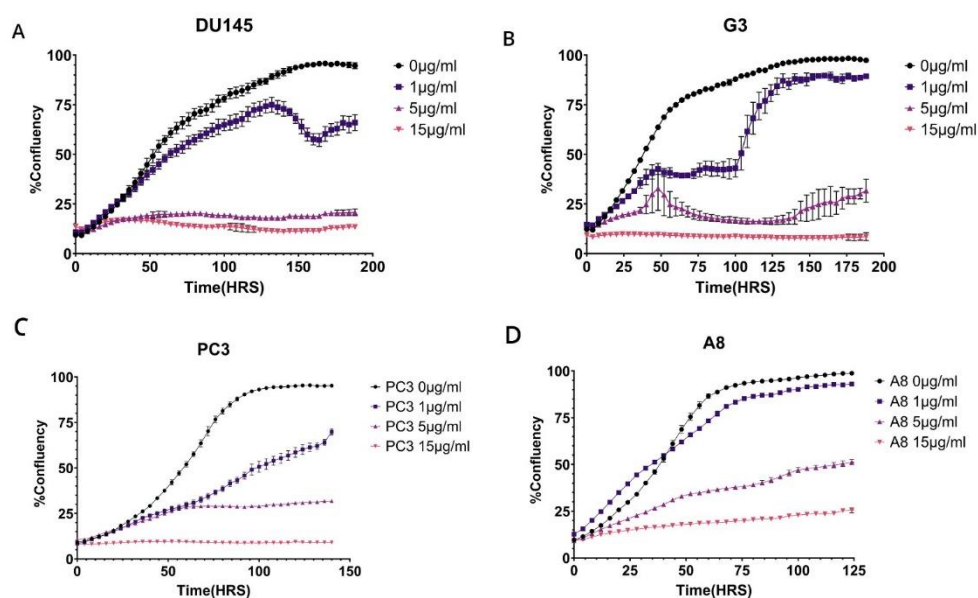 A
DU145
100
75
50
25
0
0 50 100 150 200
%Confluency
Time(HRS)
0µg/ml
1µg/ml
5µg/ml
15µg/ml
B
G3
100
75
50
25
0
0 25 50 75 100 125 150 175 200
%Confluency
Time(HRS)
0µg/ml
1µg/ml
5µg/ml
15µg/ml
C
PC3
100
75
50
25
0
0 50 100 150
%Confluency
Time(HRS)
PC3 0µg/ml
PC3 1µg/ml
PC3 5µg/ml
PC3 15µg/ml
D
A8
100
75
50
25
0
0 25 50 75 100 125
%Confluency
Time(HRS)
A8 0µg/ml
A8 1µg/ml
A8 5µg/ml
A8 15µg/ml